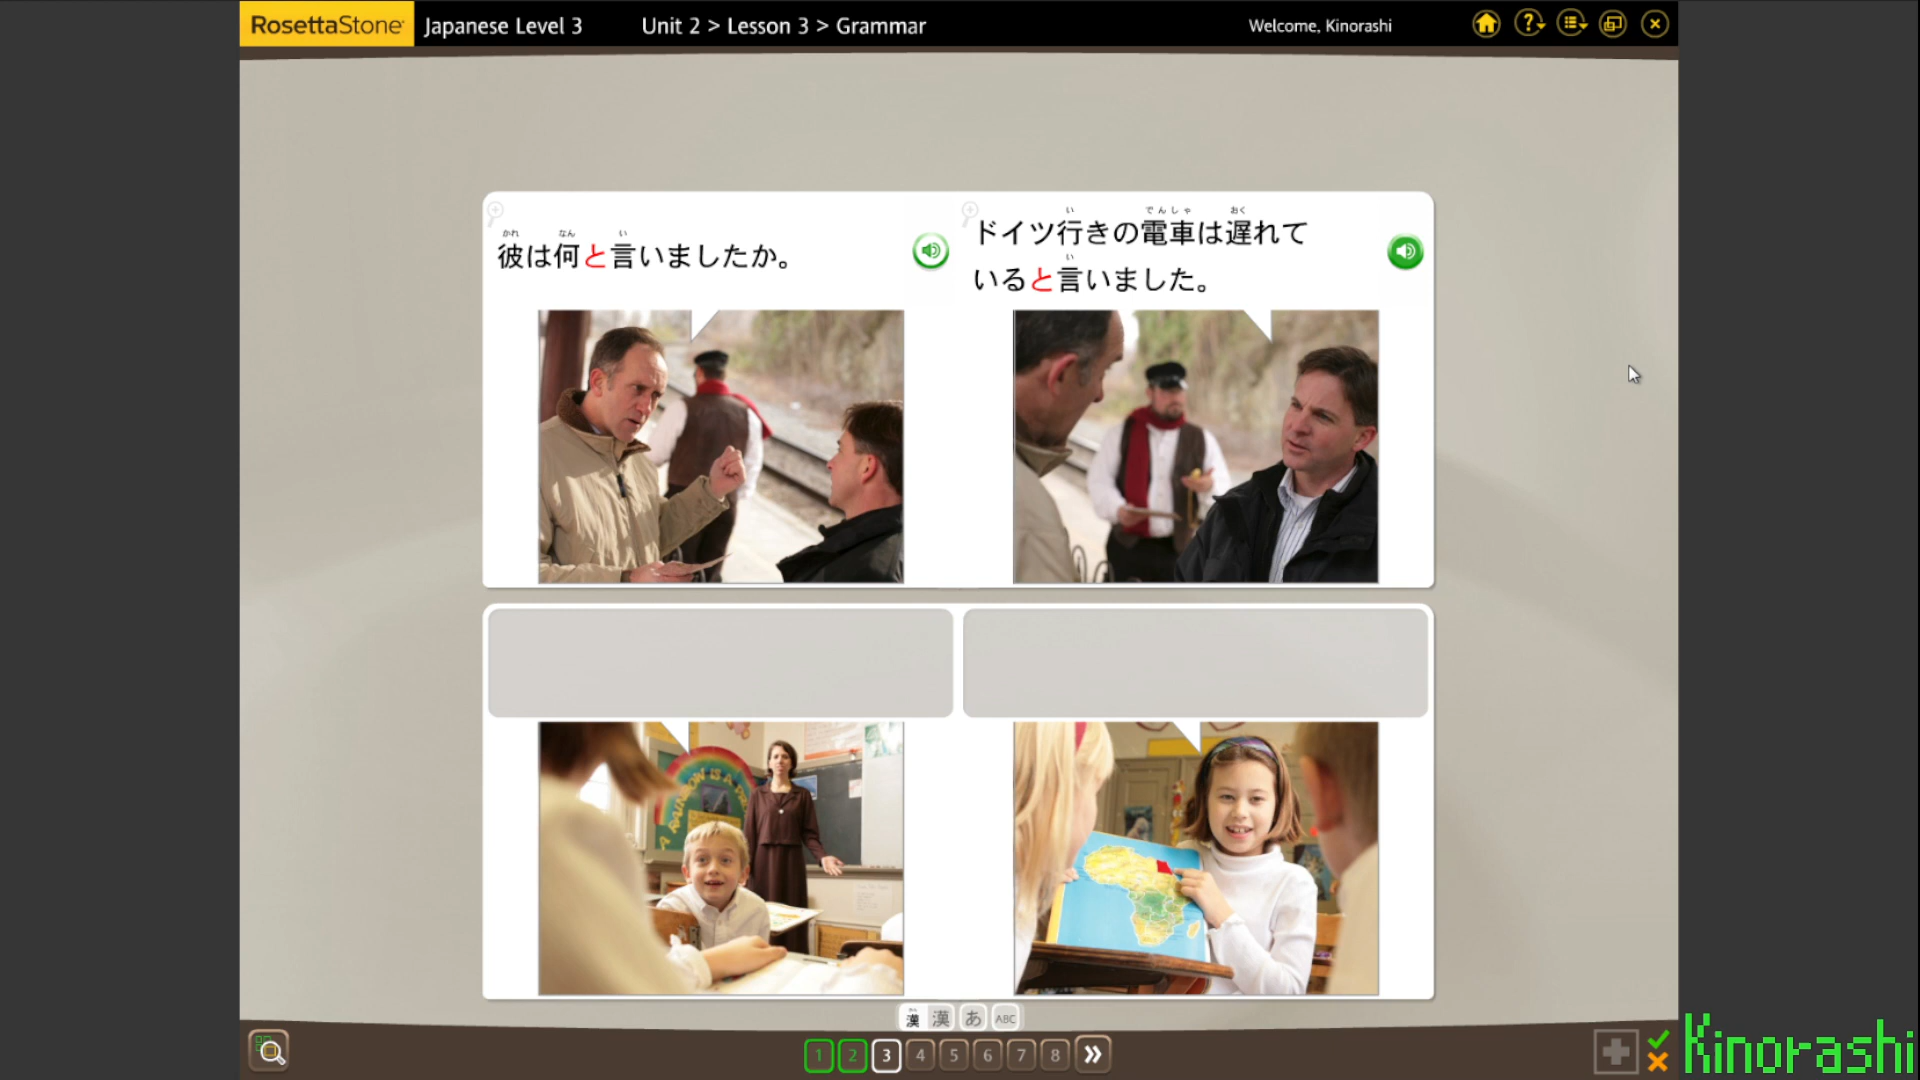 RosettaStone
Japanese Level 3
Unit 2 > Lesson 3 > Grammar
Welcome, Kinorashi
かれ なん い
彼は何と言いましたか。
い でんしゃ おく
ドイツ行きの電車は遅れて
い
いると言いました。
A RAINBOW IS A
漢 漢 あ ABC
1 2 3 4 5 6 7 8
Kinorashi